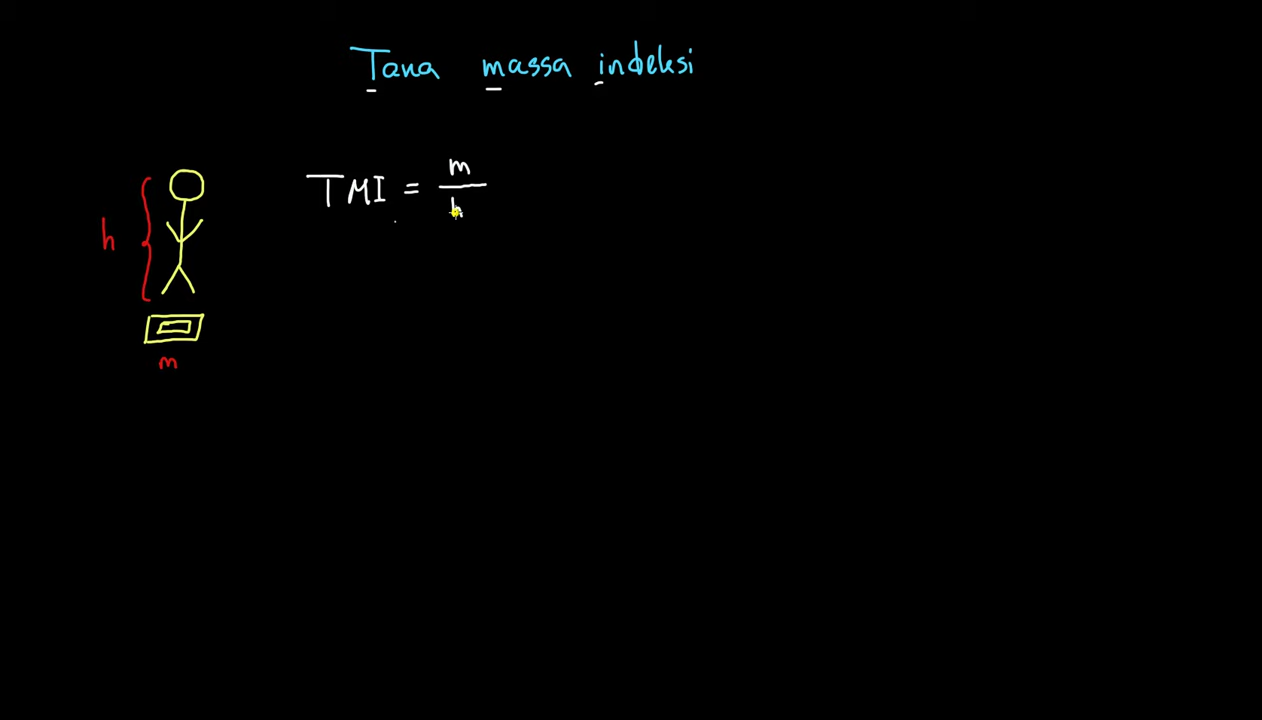 Tana massa indeksi
TMI = m/h
h
m